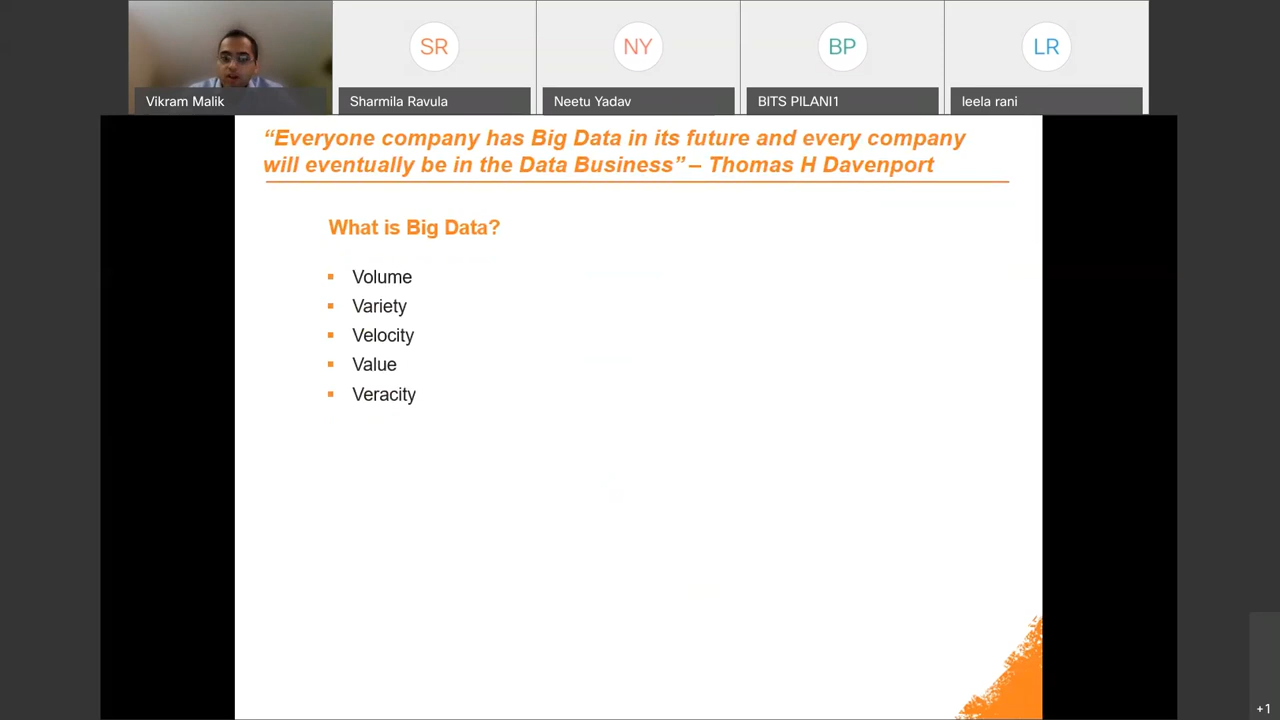 SR
NY
BP
LR
Vikram Malik
Sharmila Ravula
Neetu Yadav
BITS PILANI1
leela rani
“Everyone company has Big Data in its future and every company
will eventually be in the Data Business” – Thomas H Davenport
What is Big Data?
▪ Volume
▪ Variety
▪ Velocity
▪ Value
▪ Veracity
+1